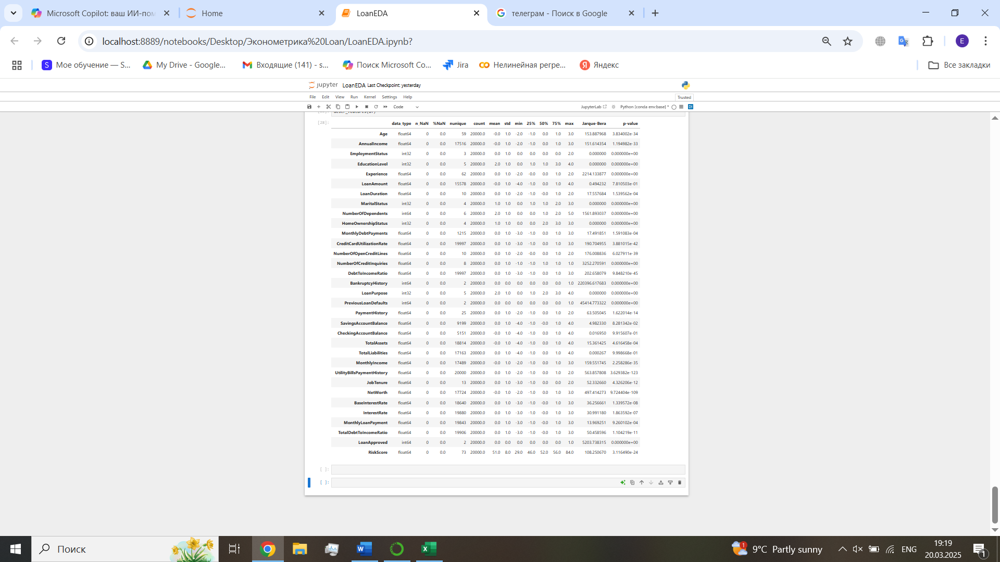 Microsoft Copilot: ваш ИИ-пом
Home
LoanEDA
телеграм - Поиск в Google
localhost:8889/notebooks/Desktop/Эконометрика%20Loan/LoanEDA.ipynb?
E
S Мое обучение — S...
My Drive - Google...
Входящие (141) - s...
Поиск Microsoft Co...
Jira
Нелинейная регре...
Яндекс
Все закладки
jupyter LoanEDA Last Checkpoint: yesterday
File Edit View Run Kernel Settings Help
Trusted
Code
JupyterLab
Python [conda env:base] *
[28]:
data_type n_NaN %NaN nunique count mean std min 25% 50% 75% max Jarque-Bera p-value
Age float64 0 0.0 59 20000.0 -0.0 1.0 -2.0 -1.0 0.0 1.0 3.0 153.887968 3.834002e-34
AnnualIncome float64 0 0.0 17516 20000.0 -0.0 1.0 -2.0 -1.0 0.0 1.0 3.0 151.614354 1.194982e-33
EmploymentStatus int32 0 0.0 3 20000.0 0.0 1.0 0.0 0.0 0.0 0.0 2.0 0.000000 0.000000e+00
EducationLevel int32 0 0.0 5 20000.0 2.0 1.0 0.0 1.0 1.0 3.0 4.0 0.000000 0.000000e+00
Experience float64 0 0.0 62 20000.0 0.0 1.0 -2.0 -0.0 0.0 1.0 2.0 2214.133877 0.000000e+00
LoanAmount float64 0 0.0 15578 20000.0 -0.0 1.0 -4.0 -1.0 0.0 1.0 4.0 0.494232 7.810503e-01
LoanDuration float64 0 0.0 10 20000.0 0.0 1.0 -2.0 -1.0 -0.0 1.0 2.0 17.557684 1.539562e-04
MaritalStatus int32 0 0.0 4 20000.0 1.0 1.0 0.0 1.0 1.0 2.0 3.0 0.000000 0.000000e+00
NumberOfDependents int64 0 0.0 6 20000.0 2.0 1.0 0.0 0.0 1.0 2.0 5.0 1561.893037 0.000000e+00
HomeOwnershipStatus int32 0 0.0 4 20000.0 1.0 1.0 0.0 0.0 2.0 3.0 3.0 0.000000 0.000000e+00
MonthlyDebtPayments float64 0 0.0 1215 20000.0 0.0 1.0 -3.0 -1.0 0.0 1.0 3.0 17.491851 1.591083e-04
CreditCardUtilizationRate float64 0 0.0 19997 20000.0 0.0 1.0 -3.0 -1.0 0.0 1.0 3.0 190.704955 3.881015e-42
NumberOfOpenCreditLines float64 0 0.0 10 20000.0 0.0 1.0 -2.0 -0.0 0.0 1.0 2.0 176.008836 6.027911e-39
NumberOfCreditInquiries float64 0 0.0 8 20000.0 0.0 1.0 -1.0 -1.0 1.0 1.0 1.0 3252.270591 0.000000e+00
DebtToIncomeRatio float64 0 0.0 19997 20000.0 0.0 1.0 -3.0 -1.0 0.0 1.0 3.0 202.658079 9.848210e-45
BankruptcyHistory int64 0 0.0 2 20000.0 0.0 0.0 0.0 0.0 0.0 0.0 1.0 220396.617683 0.000000e+00
LoanPurpose int32 0 0.0 5 20000.0 2.0 1.0 0.0 1.0 2.0 3.0 4.0 0.000000 0.000000e+00
PreviousLoanDefaults int64 0 0.0 2 20000.0 0.0 0.0 0.0 0.0 0.0 0.0 1.0 45414.773322 0.000000e+00
PaymentHistory float64 0 0.0 25 20000.0 0.0 1.0 -2.0 -1.0 0.0 1.0 2.0 63.505045 1.622014e-14
SavingsAccountBalance float64 0 0.0 9199 20000.0 0.0 1.0 -4.0 -1.0 -0.0 1.0 4.0 4.982330 8.281342e-02
CheckingAccountBalance float64 0 0.0 5151 20000.0 -0.0 1.0 -4.0 -1.0 0.0 1.0 4.0 0.016950 9.915607e-01
TotalAssets float64 0 0.0 18814 20000.0 -0.0 1.0 -4.0 -1.0 0.0 1.0 4.0 15.361425 4.616458e-04
TotalLiabilities float64 0 0.0 17163 20000.0 -0.0 1.0 -4.0 -1.0 0.0 1.0 4.0 0.000267 9.998668e-01
MonthlyIncome float64 0 0.0 17489 20000.0 -0.0 1.0 -2.0 -1.0 0.0 1.0 3.0 159.551745 2.258286e-35
UtilityBillsPaymentHistory float64 0 0.0 20000 20000.0 0.0 1.0 -2.0 -1.0 0.0 1.0 2.0 563.857808 3.629382e-123
JobTenure float64 0 0.0 13 20000.0 0.0 1.0 -3.0 -1.0 0.0 0.0 2.0 52.332660 4.326206e-12
NetWorth float64 0 0.0 17724 20000.0 -0.0 1.0 -2.0 -1.0 0.0 1.0 3.0 497.414273 9.724404e-109
BaseInterestRate float64 0 0.0 18640 20000.0 0.0 1.0 -3.0 -1.0 -0.0 1.0 3.0 36.256661 1.339572e-08
InterestRate float64 0 0.0 19880 20000.0 0.0 1.0 -3.0 -1.0 -0.0 1.0 3.0 30.991180 1.863592e-07
MonthlyLoanPayment float64 0 0.0 19843 20000.0 0.0 1.0 -3.0 -1.0 -0.0 1.0 3.0 13.969251 9.260102e-04
TotalDebtToIncomeRatio float64 0 0.0 19906 20000.0 0.0 1.0 -3.0 -1.0 -0.0 1.0 3.0 50.458596 1.104219e-11
LoanApproved int64 0 0.0 2 20000.0 0.0 0.0 0.0 0.0 0.0 0.0 1.0 5203.738315 0.000000e+00
RiskScore float64 0 0.0 73 20000.0 51.0 8.0 29.0 46.0 52.0 56.0 84.0 108.250670 3.116490e-24
[ ]:
[ ]:
Поиск
1
9°C Partly sunny
ENG
19:19
20.03.2025
1